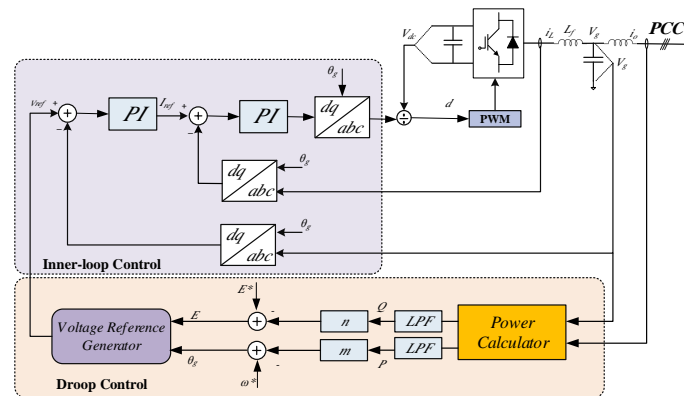 V_dc
i_L
L_f
V_g
i_o
PCC
V_g
θ_g
V_ref
+
PI
I_ref
+
PI
dq
abc
÷
d
PWM
-
-
dq
abc
θ_g
dq
abc
θ_g
Inner-loop Control
E*
Voltage Reference
Generator
E
-
n
Q
LPF
Power
Calculator
θ_g
-
m
P
LPF
ω*
Droop Control